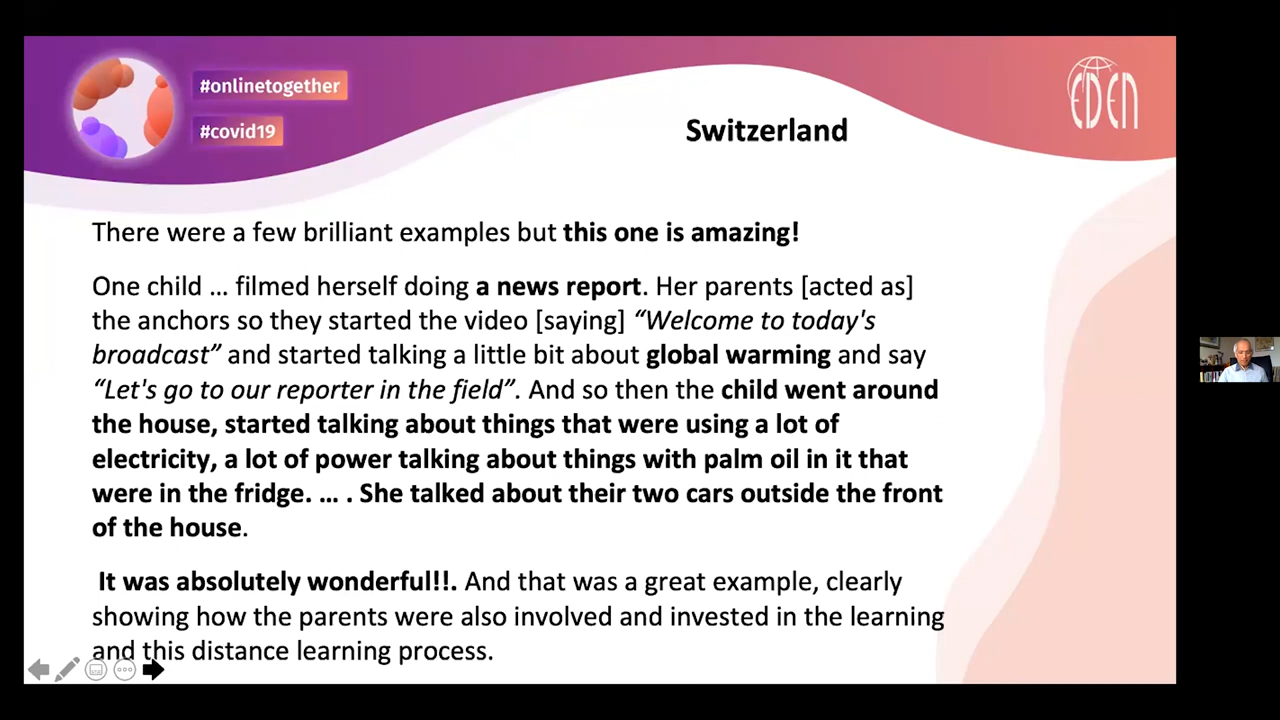 #onlinetogether
#covid19
EDEN
Switzerland
There were a few brilliant examples but this one is amazing!
One child … filmed herself doing a news report. Her parents [acted as]
the anchors so they started the video [saying] “Welcome to today's
broadcast” and started talking a little bit about global warming and say
“Let's go to our reporter in the field”. And so then the child went around
the house, started talking about things that were using a lot of
electricity, a lot of power talking about things with palm oil in it that
were in the fridge. … . She talked about their two cars outside the front
of the house.
It was absolutely wonderful!!. And that was a great example, clearly
showing how the parents were also involved and invested in the learning
and this distance learning process.